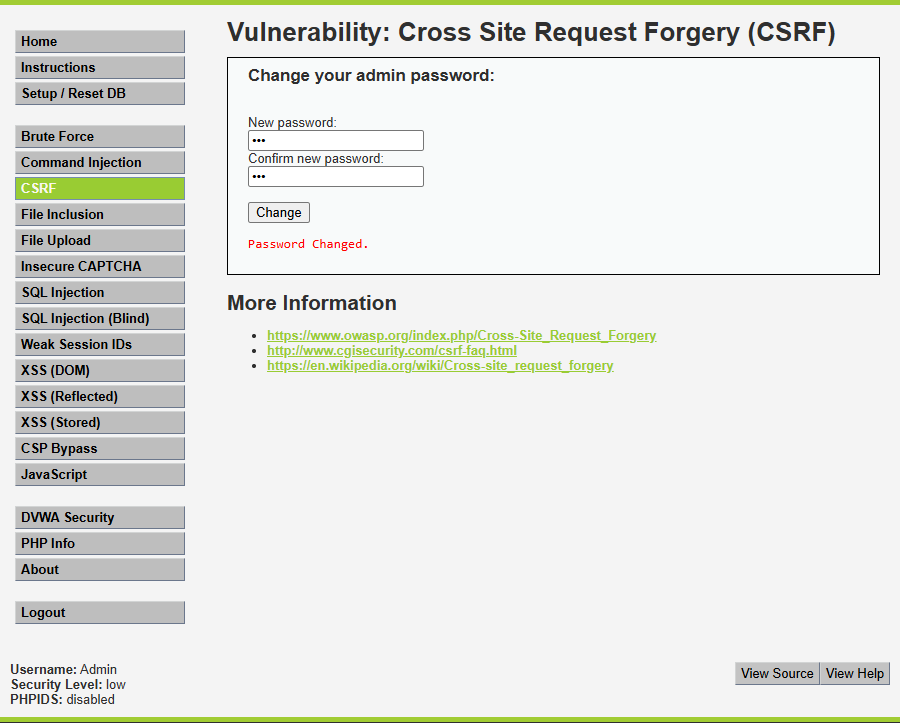 Home
Instructions
Setup / Reset DB
Brute Force
Command Injection
CSRF
File Inclusion
File Upload
Insecure CAPTCHA
SQL Injection
SQL Injection (Blind)
Weak Session IDs
XSS (DOM)
XSS (Reflected)
XSS (Stored)
CSP Bypass
JavaScript
DVWA Security
PHP Info
About
Logout
Vulnerability: Cross Site Request Forgery (CSRF)
Change your admin password:
New password:
•••
Confirm new password:
•••
Change
Password Changed.
More Information
• https://www.owasp.org/index.php/Cross-Site_Request_Forgery
• http://www.cgisecurity.com/csrf-faq.html
• https://en.wikipedia.org/wiki/Cross-site_request_forgery
Username: Admin
Security Level: low
PHPIDS: disabled
View Source View Help